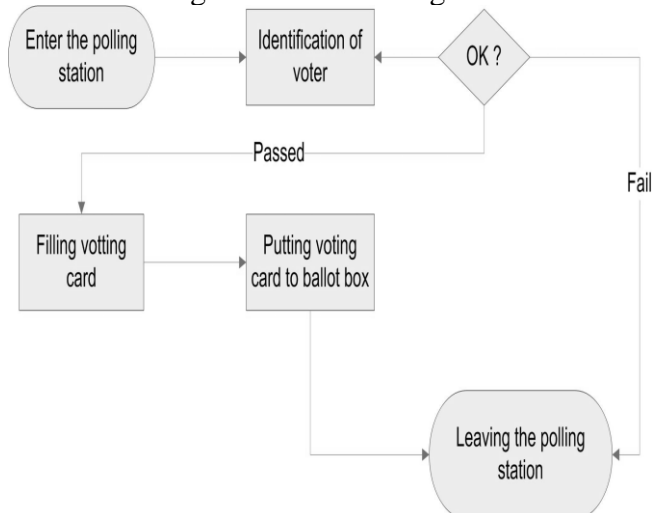 Enter the polling
station
Identification of
voter
OK ?
Passed
Fail
Filling votting
card
Putting voting
card to ballot box
Leaving the polling
station